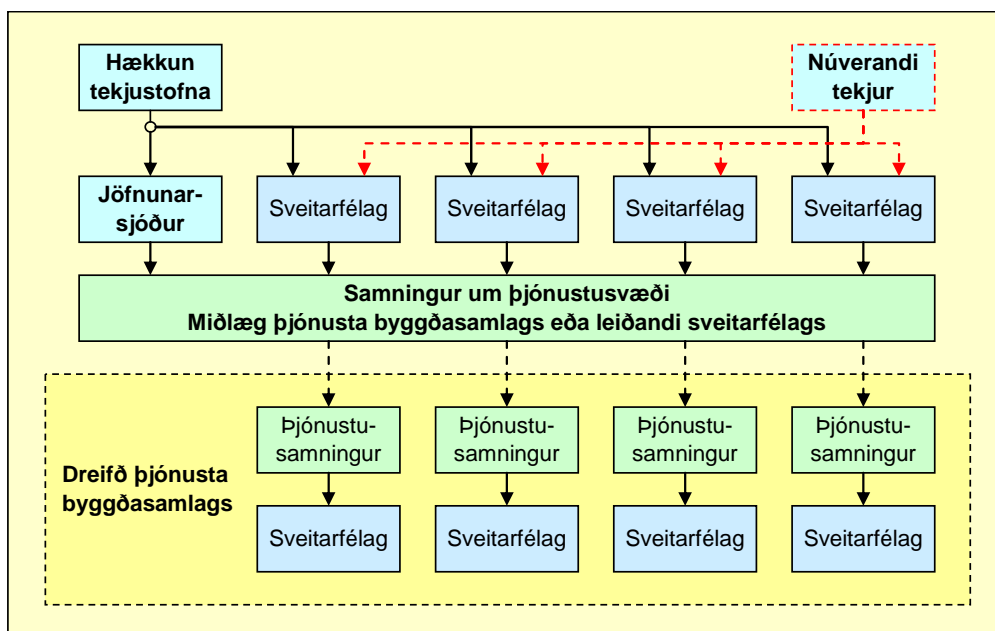 Hækkun
tekjustofna
Núverandi
tekjur
Jöfnunar-
sjóður
Sveitarfélag
Sveitarfélag
Sveitarfélag
Sveitarfélag
Samningur um þjónustusvæði
Miðlæg þjónusta byggðasamlags eða leiðandi sveitarfélags
Dreifð þjónusta
byggðasamlags
Þjónustu-
samningur
Þjónustu-
samningur
Þjónustu-
samningur
Þjónustu-
samningur
Sveitarfélag
Sveitarfélag
Sveitarfélag
Sveitarfélag